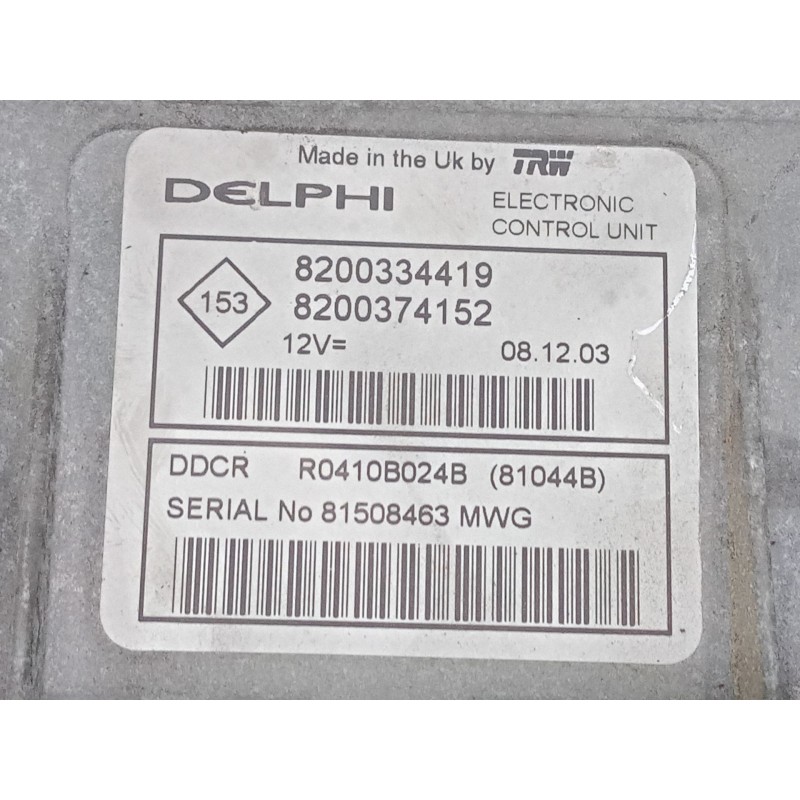 Made in the Uk by TRW
DELPHI
ELECTRONIC
CONTROL UNIT
153
8200334419
8200374152
12V=
08.12.03
DDCR R0410B024B (81044B)
SERIAL No 81508463 MWG